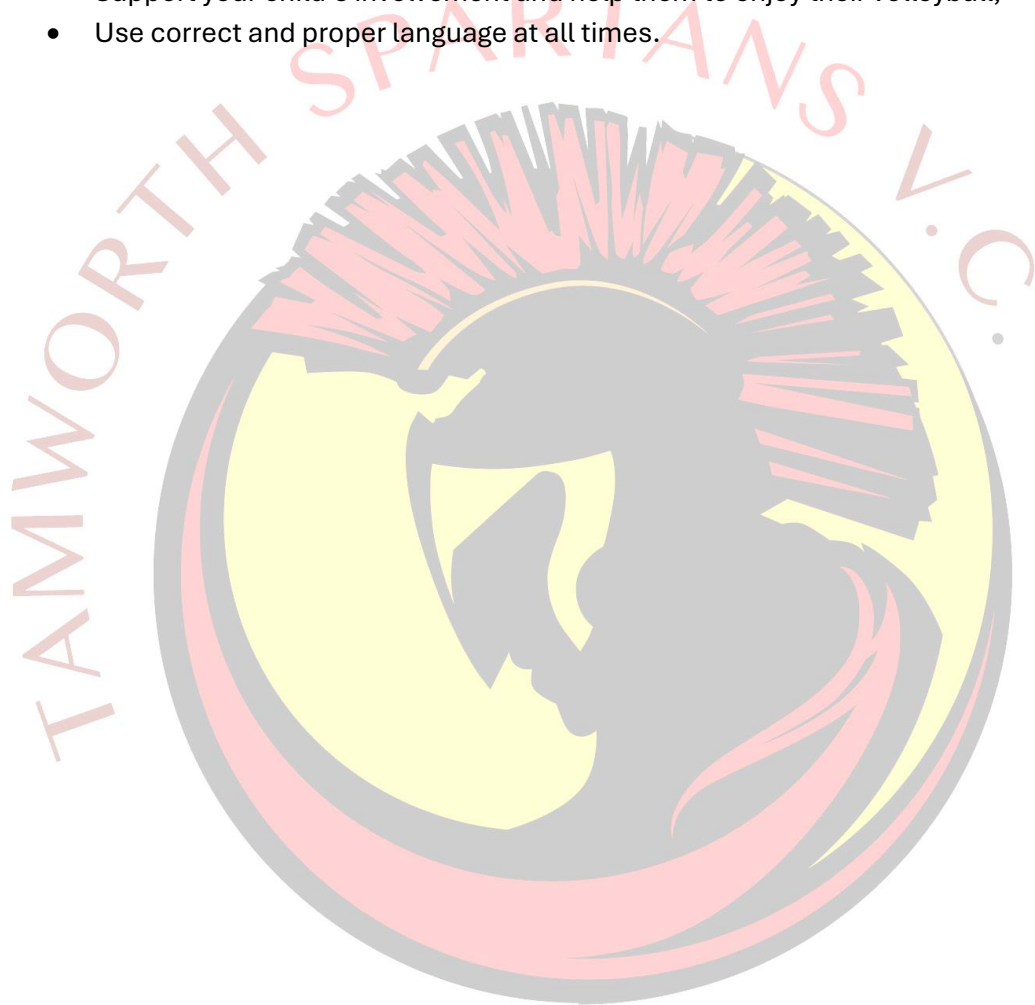 Support your child's involvement and help them to enjoy their volleyball;
• Use correct and proper language at all times.
TAMWORTH SPARTANS V.C.